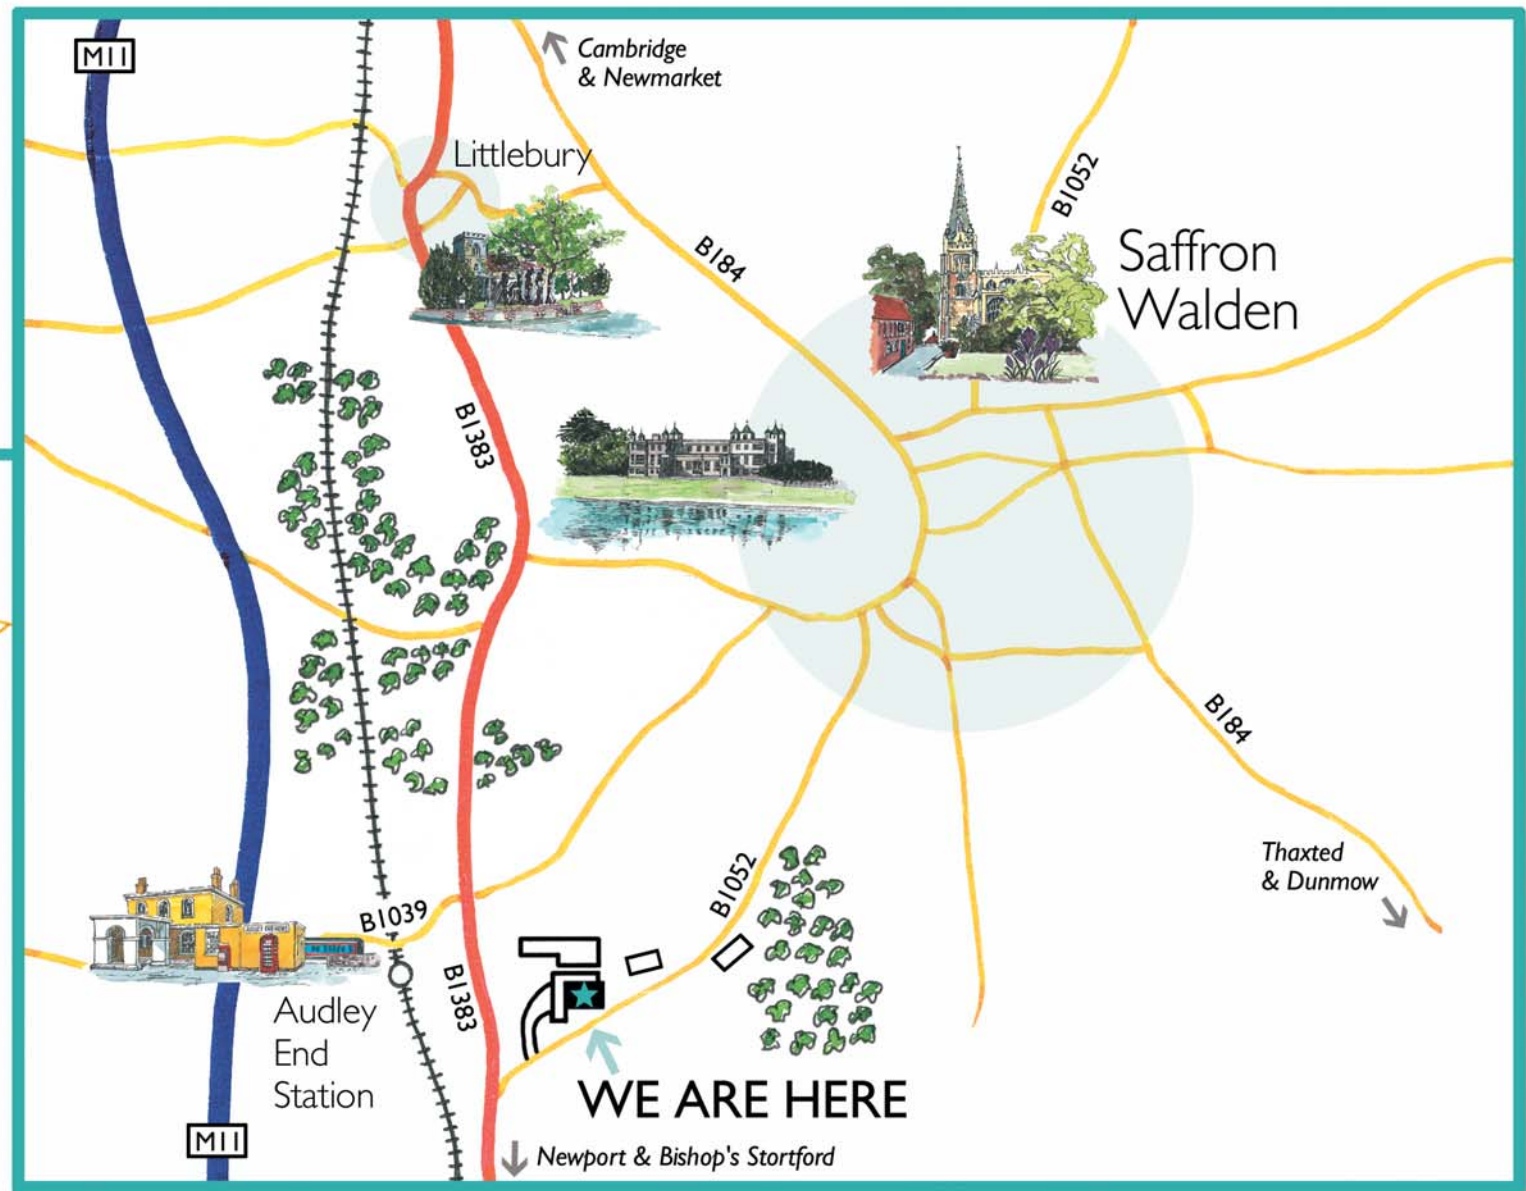 M11
Cambridge
& Newmarket
Littlebury
B1052
B184
Saffron
Walden
B1383
B184
Thaxted
& Dunmow
B1052
B1039
B1383
Audley
End
Station
WE ARE HERE
M11
Newport & Bishop's Stortford